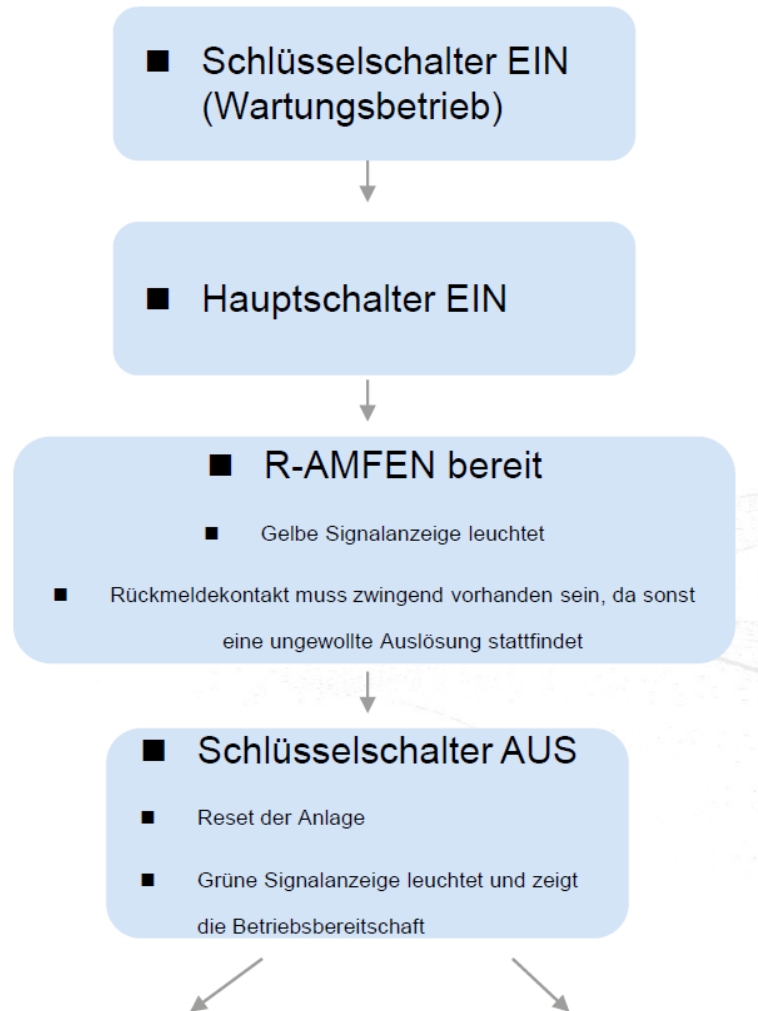 ■ Schlüsselschalter EIN
(Wartungsbetrieb)
■ Hauptschalter EIN
■ R-AMFEN bereit
■ Gelbe Signalanzeige leuchtet
■ Rückmeldekontakt muss zwingend vorhanden sein, da sonst
eine ungewollte Auslösung stattfindet
■ Schlüsselschalter AUS
■ Reset der Anlage
■ Grüne Signalanzeige leuchtet und zeigt
die Betriebsbereitschaft